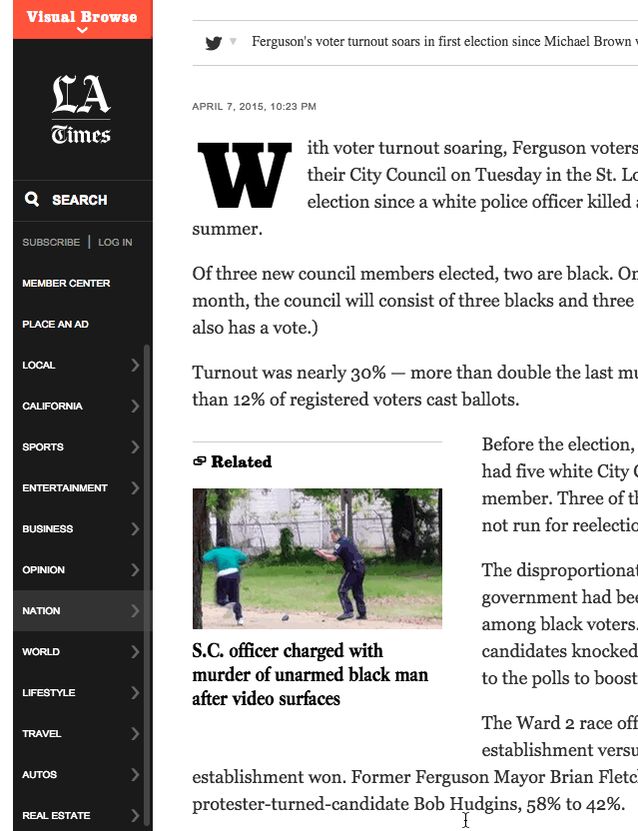 Visual Browse
LA
Times
SEARCH
SUBSCRIBE | LOG IN
MEMBER CENTER
PLACE AN AD
LOCAL
CALIFORNIA
SPORTS
ENTERTAINMENT
BUSINESS
OPINION
NATION
WORLD
LIFESTYLE
TRAVEL
AUTOS
REAL ESTATE
Ferguson's voter turnout soars in first election since Michael Brown
APRIL 7, 2015, 10:23 PM
With voter turnout soaring, Ferguson voters
their City Council on Tuesday in the St. Lo
election since a white police officer killed a
summer.
Of three new council members elected, two are black. On
month, the council will consist of three blacks and three
also has a vote.)
Turnout was nearly 30% — more than double the last mu
than 12% of registered voters cast ballots.
Related
S.C. officer charged with
murder of unarmed black man
after video surfaces
Before the election,
had five white City C
member. Three of th
not run for reelectio
The disproportionat
government had bee
among black voters.
candidates knocked
to the polls to boost
The Ward 2 race off
establishment versu
establishment won. Former Ferguson Mayor Brian Fletch
protester-turned-candidate Bob Hudgins, 58% to 42%.